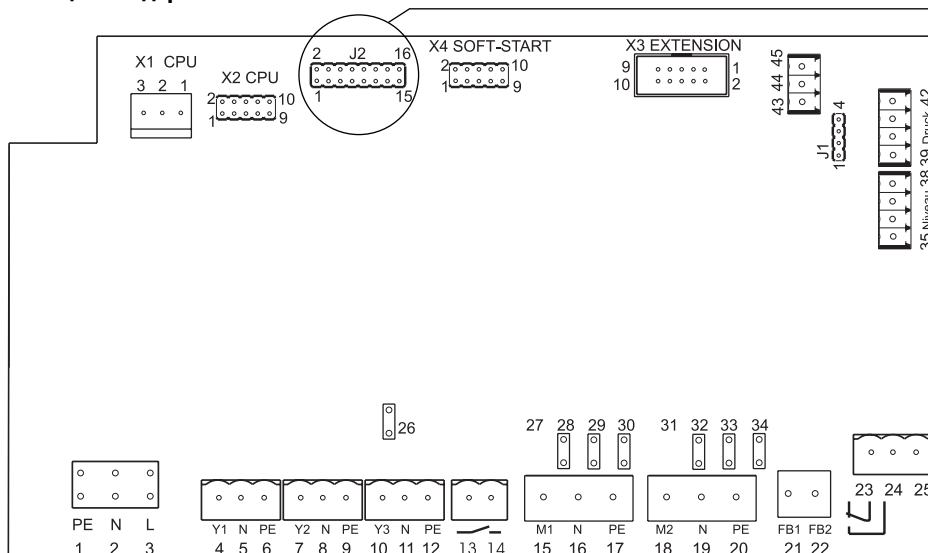 X1 CPU
3 2 1
X2 CPU
2 10
1 9
2 J2 16
1 15
X4 SOFT-START
2 10
1 9
X3 EXTENSION
9 1
10 2
43 44 45
J1
1 4
39 Druck 42
35 Niveau 38
26
27 28 29 30
31 32 33 34
PE N L
1 2 3
Y1 N PE
4 5 6
Y2 N PE
7 8 9
Y3 N PE
10 11 12
13 14
M1 N PE
15 16 17
M2 N PE
18 19 20
FB1 FB2
21 22
23 24 25